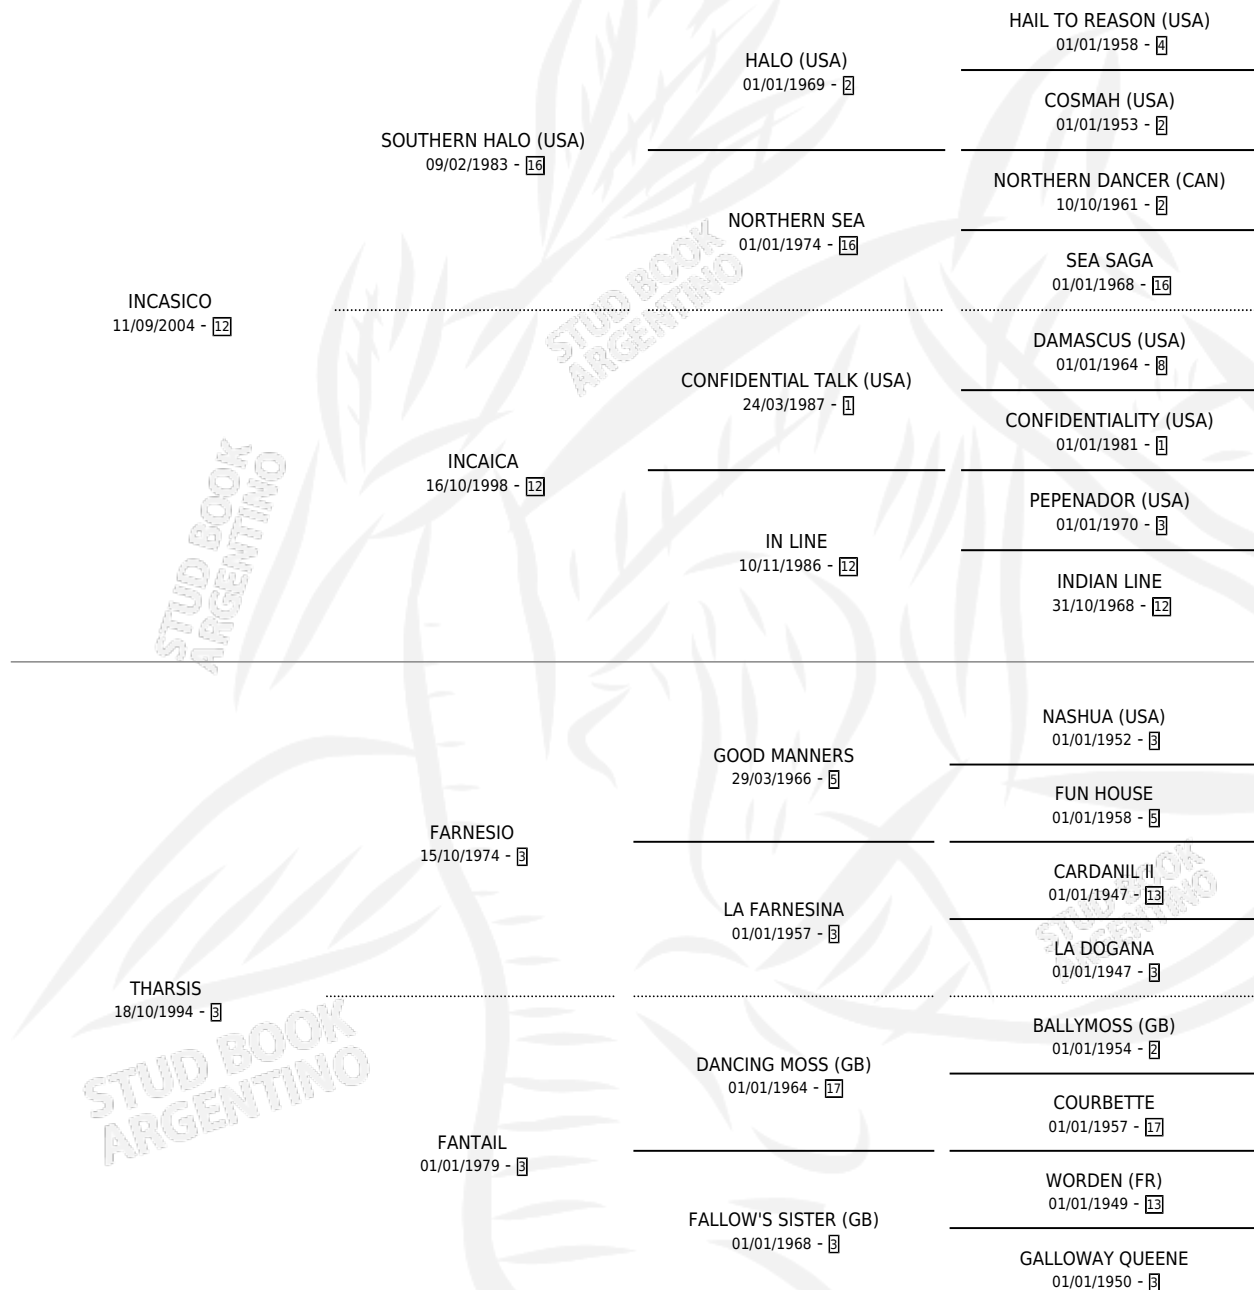 HAIL TO REASON (USA)
01/01/1958 - 4
HALO (USA)
01/01/1969 - 2
COSMAH (USA)
01/01/1953 - 2
SOUTHERN HALO (USA)
09/02/1983 - 16
NORTHERN DANCER (CAN)
10/10/1961 - 2
NORTHERN SEA
01/01/1974 - 16
SEA SAGA
01/01/1968 - 16
INCASICO
11/09/2004 - 12
DAMASCUS (USA)
01/01/1964 - 8
CONFIDENTIAL TALK (USA)
24/03/1987 - 1
CONFIDENTIALITY (USA)
01/01/1981 - 1
INCAICA
16/10/1998 - 12
PEPENADOR (USA)
01/01/1970 - 3
IN LINE
10/11/1986 - 12
INDIAN LINE
31/10/1968 - 12
NASHUA (USA)
01/01/1952 - 3
GOOD MANNERS
29/03/1966 - 5
FUN HOUSE
01/01/1958 - 5
FARNESIO
15/10/1974 - 3
CARDANIL II
01/01/1947 - 13
LA FARNESINA
01/01/1957 - 3
LA DOGANA
01/01/1947 - 3
THARSIS
18/10/1994 - 3
BALLYMOSS (GB)
01/01/1954 - 2
DANCING MOSS (GB)
01/01/1964 - 17
COURBETTE
01/01/1957 - 17
FANTAIL
01/01/1979 - 3
WORDEN (FR)
01/01/1949 - 13
FALLOW'S SISTER (GB)
01/01/1968 - 3
GALLOWAY QUEENE
01/01/1950 - 3
STUD BOOK
ARGENTINO
STUD BOOK
ARGENTINO
STUD BOOK
ARGENTINO
STUD BOOK
ARGENTINO